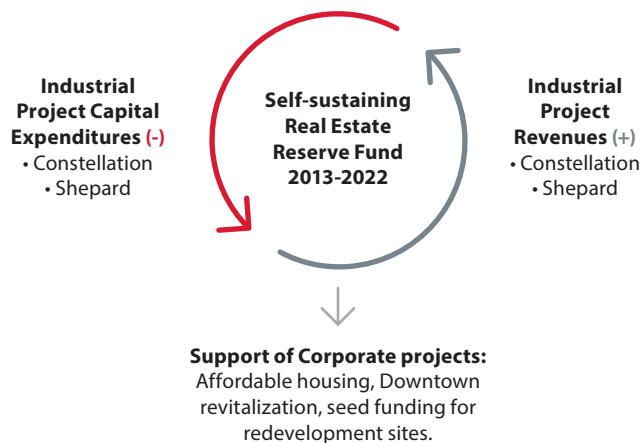 Industrial
Project Capital
Expenditures (-)
• Constellation
• Shepard
Self-sustaining
Real Estate
Reserve Fund
2013-2022
Industrial
Project
Revenues (+)
• Constellation
• Shepard
Support of Corporate projects:
Affordable housing, Downtown
revitalization, seed funding for
redevelopment sites.